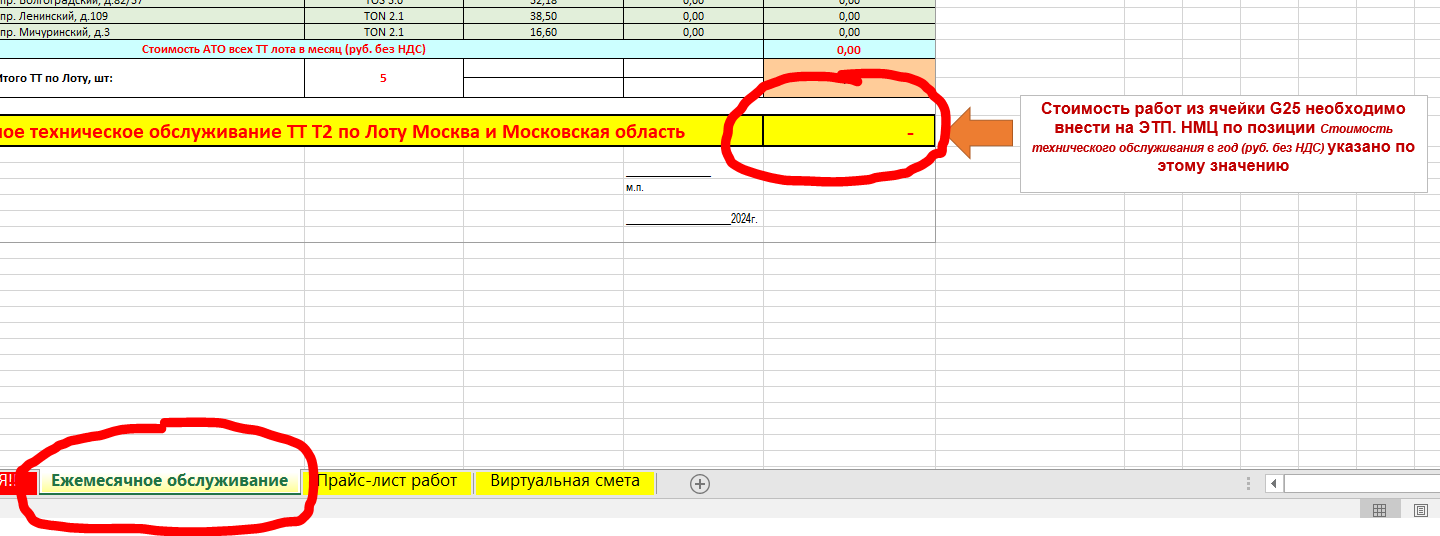 пр. Волгоградский, д.82/37 TOS 3.0 32,18 0,00 0,00
пр. Ленинский, д.109 TON 2.1 38,50 0,00 0,00
пр. Мичуринский, д.3 TON 2.1 16,60 0,00 0,00
Стоимость АТО всех ТТ лота в месяц (руб. без НДС) 0,00
Итого ТТ по Лоту, шт: 5
ное техническое обслуживание ТТ Т2 по Лоту Москва и Московская область -
Стоимость работ из ячейки G25 необходимо
внести на ЭТП. НМЦ по позиции Стоимость
технического обслуживания в год (руб. без НДС) указано по
этому значению
м.п.
2024г.
Я!!! Ежемесячное обслуживание Прайс-лист работ Виртуальная смета